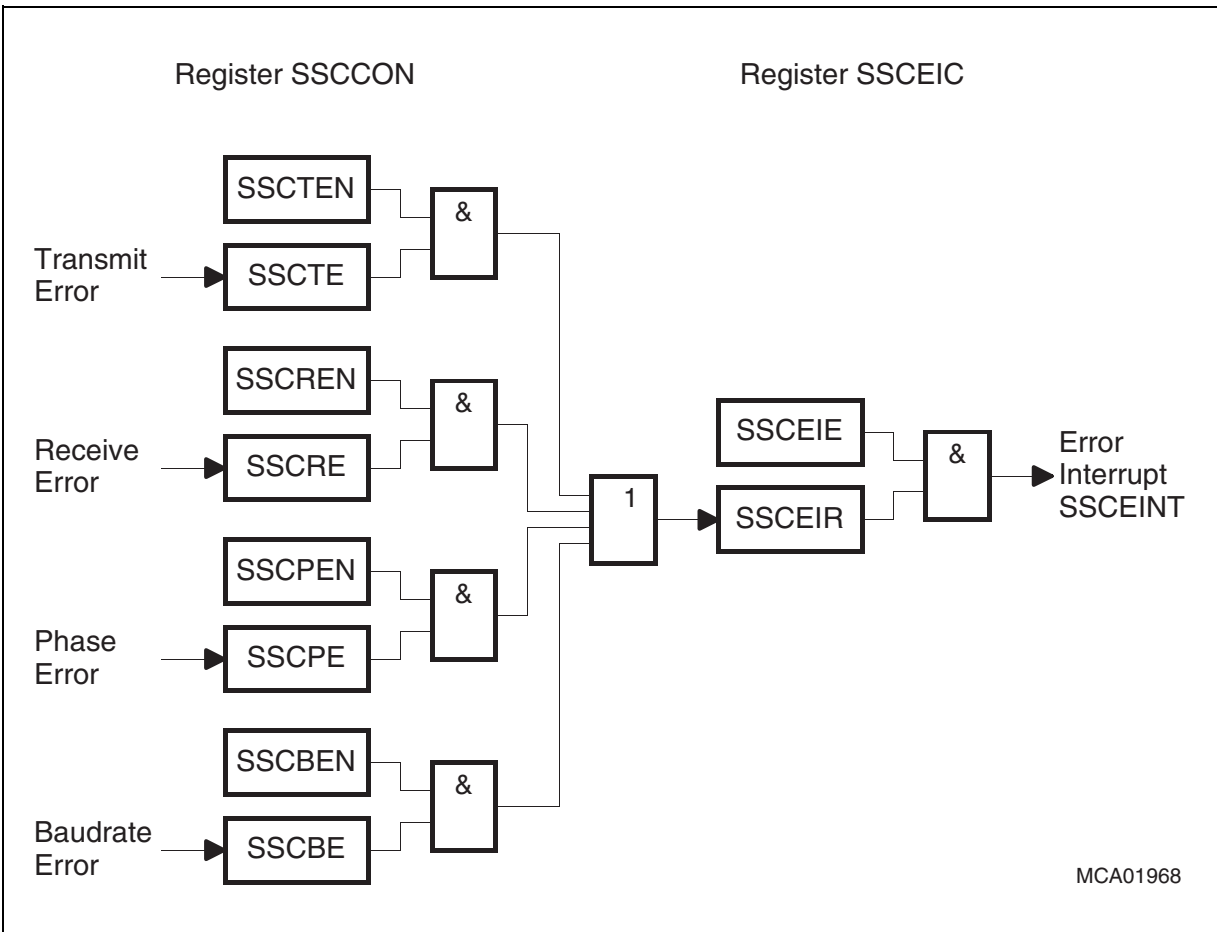 Register SSCCON
Register SSCEIC
SSCTEN
&
Transmit
Error
SSCTE
SSCREN
&
Receive
Error
SSCRE
SSCPEN
&
Phase
Error
SSCPE
SSCBEN
&
Baudrate
Error
SSCBE
1
SSCEIE
SSCEIR
&
Error
Interrupt
SSCEINT
MCA01968